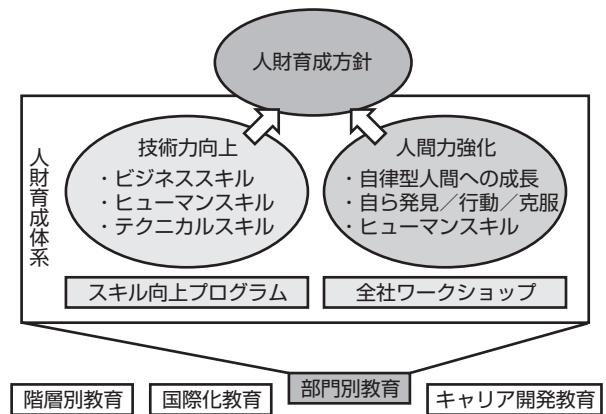 人財育成方針
人財育成体系
技術力向上
・ビジネススキル
・ヒューマンスキル
・テクニカルスキル
人間力強化
・自律型人間への成長
・自ら発見／行動／克服
・ヒューマンスキル
スキル向上プログラム
全社ワークショップ
階層別教育
国際化教育
部門別教育
キャリア開発教育